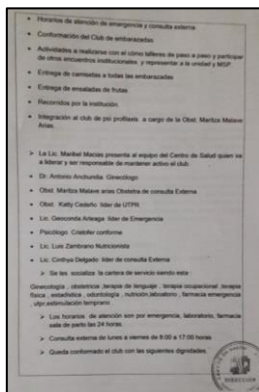 • Horarios de atención de emergencia y consulta externa
• Conformación del Club de embarazadas
• Actividades a realizarse con el cómo Milleres de paso a paso y participar
de otros encuentros institucionales y representar a la unidad y MSP
• Entrega de camisetas a todas las embarazadas
• Entrega de ensaladas de frutas
• Recorridos por la institución.
• Integración al club de psi profilaxis a cargo de la Obst. Maritza Malave
Arias.
➢ La Lic. Maribel Macias presenta al equipo del Centro de Salud quien va
a liderar y ser responsable de mantener activo el club
• Dr. Antonio Anchundia Ginecólogo
• Obst. Maritza Malave arias Obstetra de consulta Externa
• Obst. Katty Cedeño líder de UTPR
• Lic. Geoconda Arteaga líder de Emergencia
• Psicólogo Cristofer conforme
• Lic. Luis Zambrano Nutricionista
• Lic. Cinthya Delgado líder de consulta Externa
➢ Se les socializa la cartera de servicio siendo esta
Ginecología , obstetricia ,terapia de lenguaje , terapia ocupacional ,terapia
física , estadística , odontología , nutrición,laboratorio , farmacia emergencia
, utpr,estimulación temprano .
➢ Los horarios de atención son por emergencia, laboratorio, farmacia
sala de parto las 24 horas
➢ Consulta externa de lunes a viernes de 8:00 a 17:00 horas
➢ Queda conformado el club con las siguientes dignidades.
DIRECCION